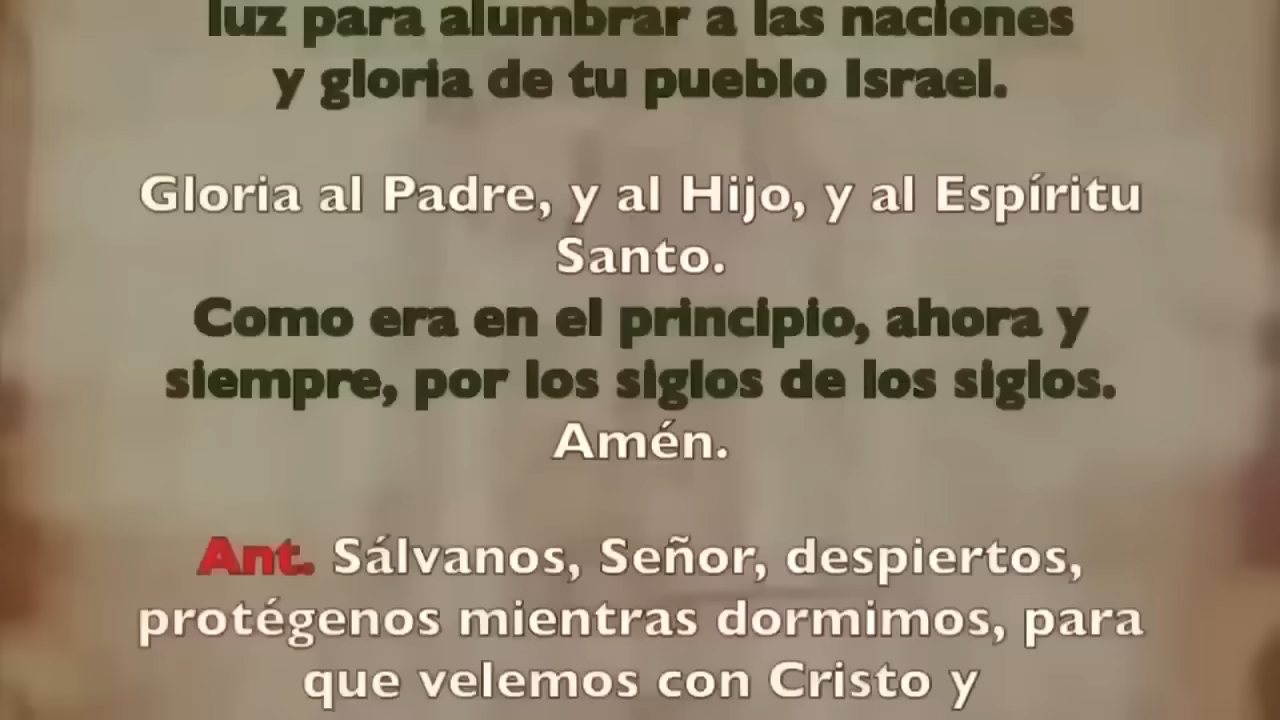 luz para alumbrar a las naciones
y gloria de tu pueblo Israel.
Gloria al Padre, y al Hijo, y al Espíritu
Santo.
Como era en el principio, ahora y
siempre, por los siglos de los siglos.
Amén.
Ant. Sálvanos, Señor, despiertos,
protégenos mientras dormimos, para
que velemos con Cristo y